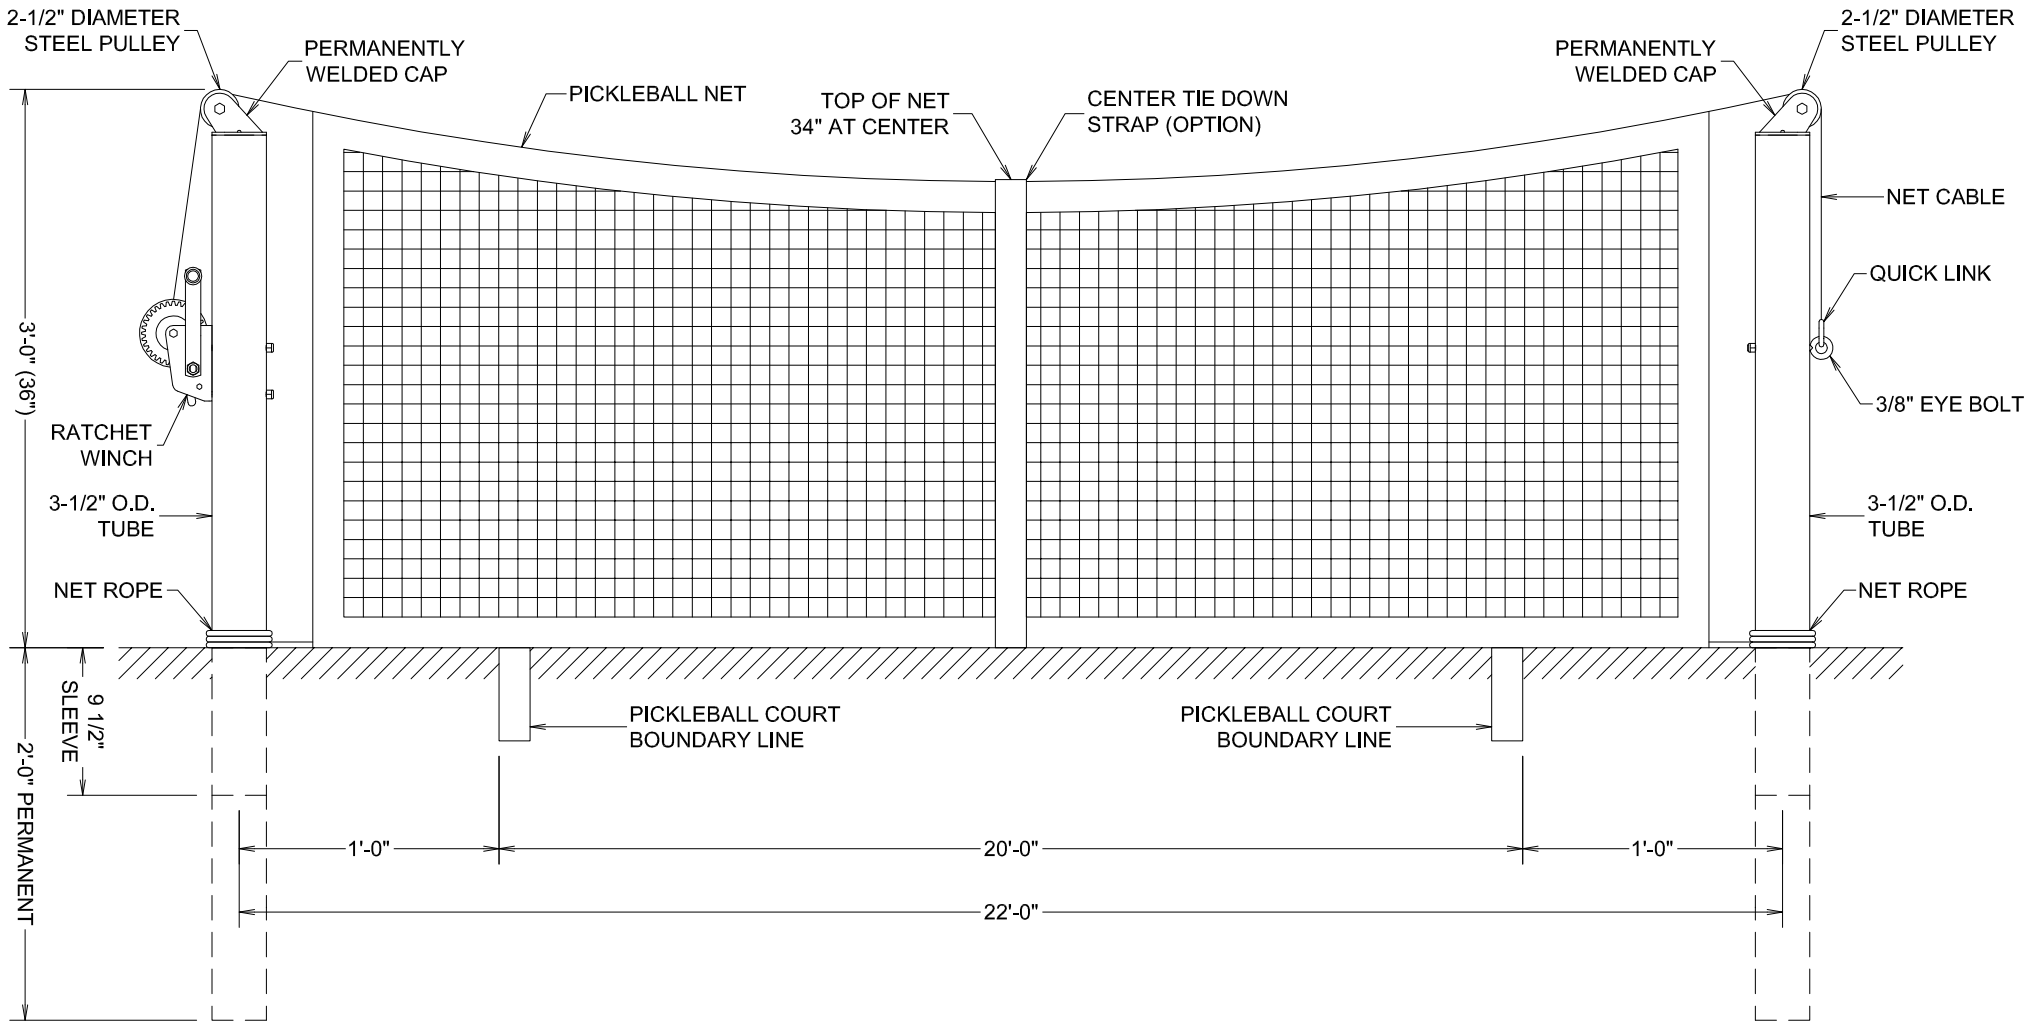 2-1/2" DIAMETER
STEEL PULLEY
PERMANENTLY
WELDED CAP
PICKLEBALL NET
TOP OF NET
34" AT CENTER
CENTER TIE DOWN
STRAP (OPTION)
PERMANENTLY
WELDED CAP
2-1/2" DIAMETER
STEEL PULLEY
NET CABLE
QUICK LINK
3/8" EYE BOLT
3'-0" (36")
RATCHET
WINCH
3-1/2" O.D.
TUBE
3-1/2" O.D.
TUBE
NET ROPE
NET ROPE
9 1/2"
SLEEVE
2'-0" PERMANENT
PICKLEBALL COURT
BOUNDARY LINE
PICKLEBALL COURT
BOUNDARY LINE
1'-0"
20'-0"
1'-0"
22'-0"